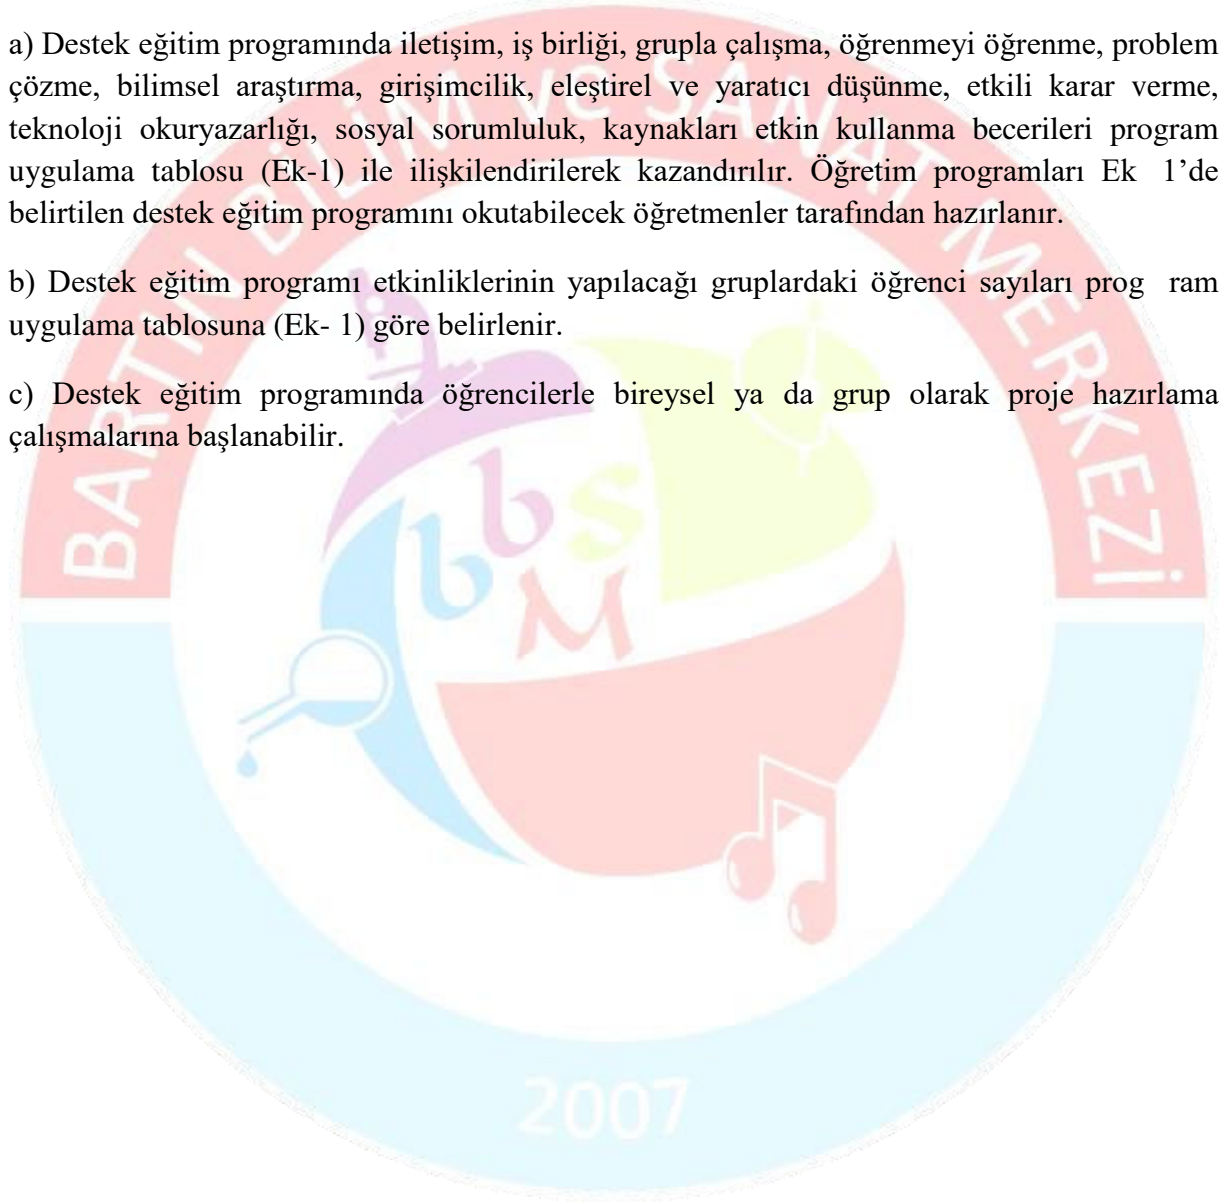 a) Destek eğitim programında iletişim, iş birliği, grupla çalışma, öğrenmeyi öğrenme, problem
çözme, bilimsel araştırma, girişimcilik, eleştirel ve yaratıcı düşünme, etkili karar verme,
teknoloji okuryazarlığı, sosyal sorumluluk, kaynakları etkin kullanma becerileri program
uygulama tablosu (Ek-1) ile ilişkilendirilerek kazandırılır. Öğretim programları Ek 1’de
belirtilen destek eğitim programını okutabilecek öğretmenler tarafından hazırlanır.
b) Destek eğitim programı etkinliklerinin yapılacağı gruplardaki öğrenci sayıları prog ram
uygulama tablosuna (Ek- 1) göre belirlenir.
c) Destek eğitim programında öğrencilerle bireysel ya da grup olarak proje hazırlama
çalışmalarına başlanabilir.
BARTIN BİLİM ve SANAT MERKEZİ
bbs
M
2007